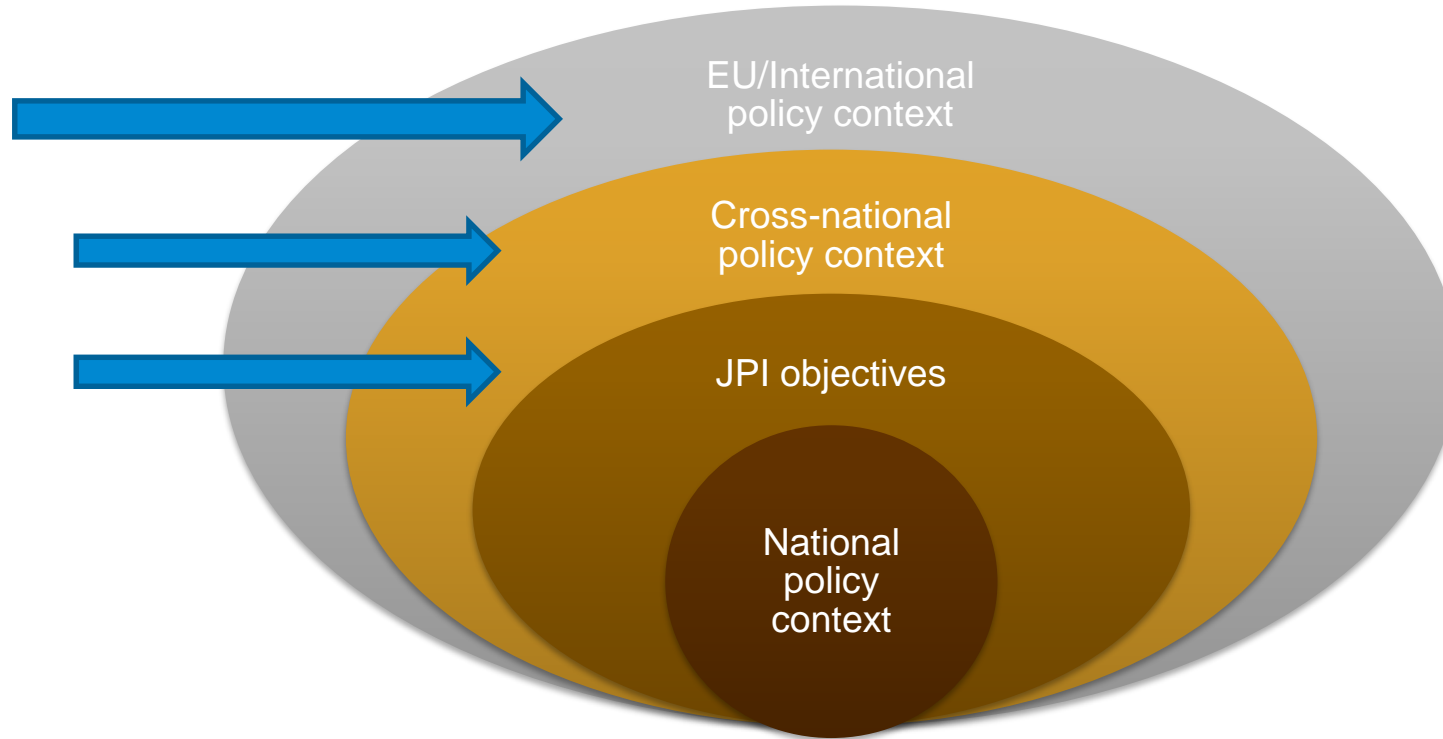 EU/International
policy context
Cross-national
policy context
JPI objectives
National
policy
context